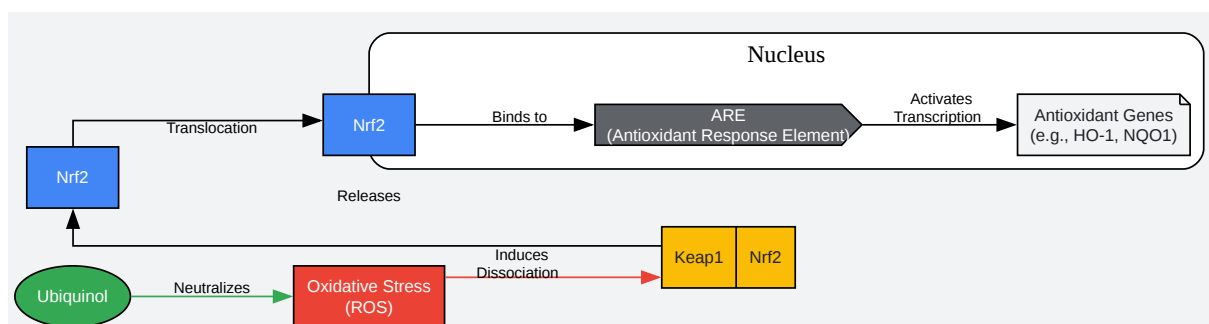 Nucleus
Nrf2
Translocation
Nrf2
Binds to
ARE
(Antioxidant Response Element)
Activates
Transcription
Antioxidant Genes
(e.g., HO-1, NQO1)
Releases
Keap1
Nrf2
Induces
Dissociation
Ubiquinol
Neutralizes
Oxidative Stress
(ROS)